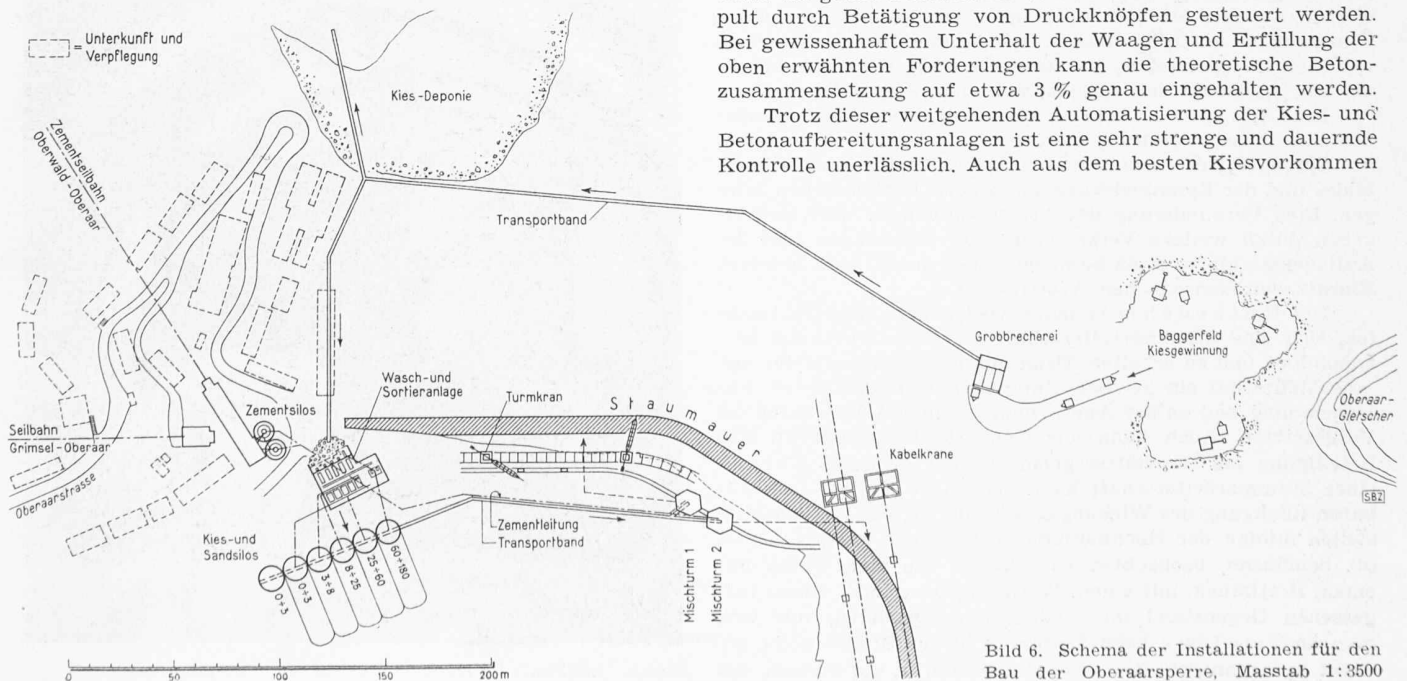 pult durch Betätigung von Druckknöpfen gesteuert werden.
Bei gewissenhaftem Unterhalt der Waagen und Erfüllung der
oben erwähnten Forderungen kann die theoretische Beton-
zusammensetzung auf etwa 3 % genau eingehalten werden.
Trotz dieser weitgehenden Automatisierung der Kies- und
Betonaufbereitungsanlagen ist eine sehr strenge und dauernde
Kontrolle unerlässlich. Auch aus dem besten Kiesvorkommen
= Unterkunft und
Verpflegung
Kies-Deponie
Zementseilbahn
Oberwald-Oberaar
Transportband
Grobbrecherei
Baggerfeld
Kiesgewinnung
Oberaar-
Gletscher
Wasch-und
Sortieranlage
Turmkran
Staumauer
Kabelkrane
Zementsilos
Seilbahn
Grimsel-Oberaar
Oberaarstrasse
Kies-und
Sandsilos
Zementleitung
Transportband
0÷3
0÷3
3÷8
8÷25
25÷60
60÷180
Mischturm 1
Mischturm 2
SBZ
0 50 100 150 200 m
Bild 6. Schema der Installationen für den
Bau der Oberaarsperre, Masstab 1:3500